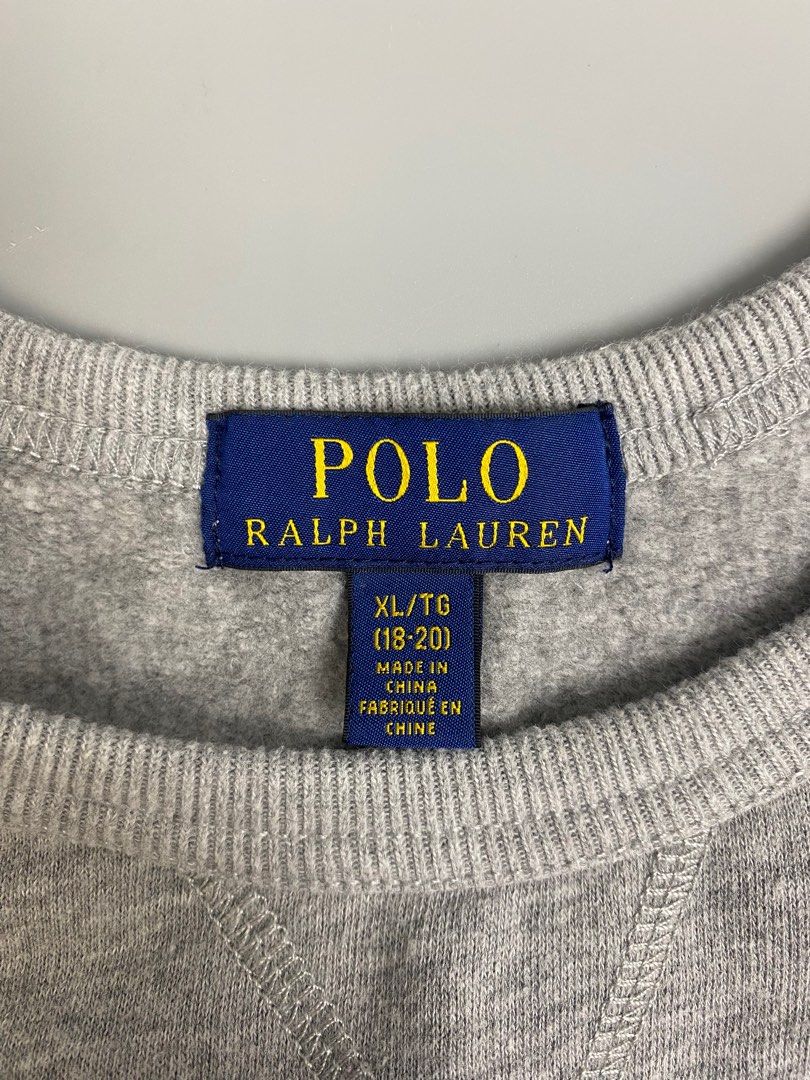 POLO
RALPH LAUREN
XL/TG
(18-20)
MADE IN
CHINA
FABRIQUÉ EN
CHINE